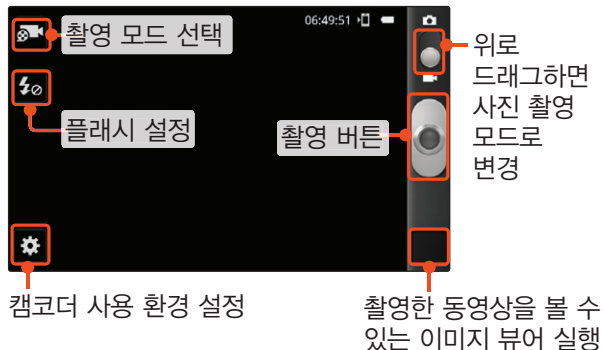 06:49:51
촬영 모드 선택
플래시 설정
촬영 버튼
위로
드래그하면
사진 촬영
모드로
변경
캠코더 사용 환경 설정
촬영한 동영상을 볼 수
있는 이미지 뷰어 실행